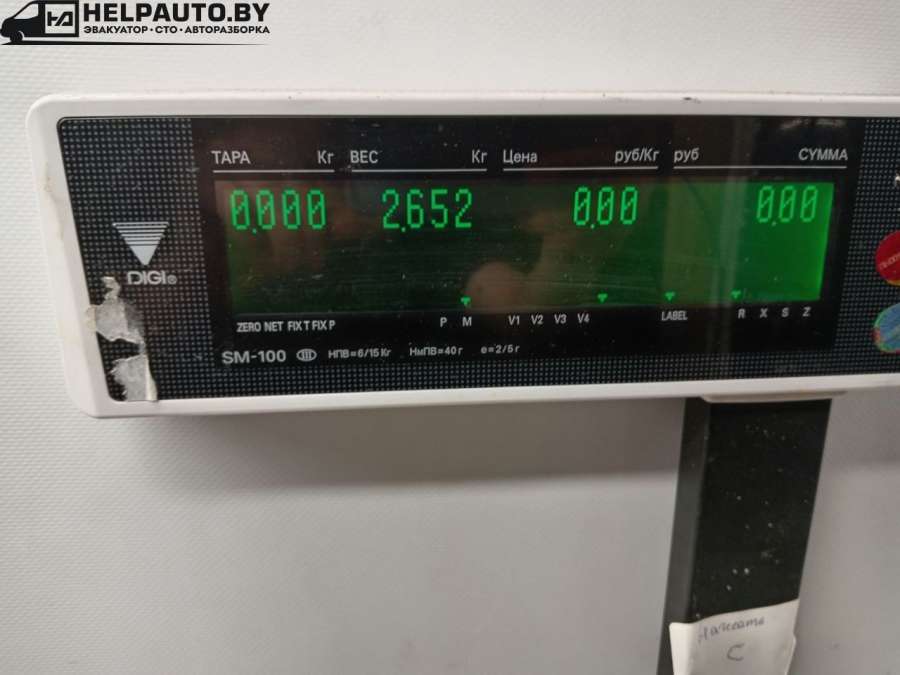 HELPAUTO.BY
ЭВАКУАТОР • СТО • АВТОРАЗБОРКА
ТАРА Кг ВЕС Кг Цена руб/Кг руб СУММА
0.000 2.652 0.00 0.00
DIGI®
ZERO NET FIX T FIX P P M V1 V2 V3 V4 LABEL R X S Z
SM-100 III НПВ=6/15 Кг НмПВ=40 г e=2/5 г
Нажать
С